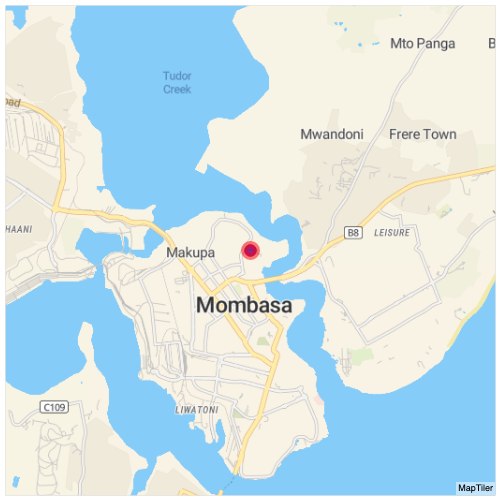 Mto Panga
B
Tudor
Creek
oad
Mwandoni
Frere Town
HAANI
B8
LEISURE
Makupa
Mombasa
C109
LIWATONI
MapTiler